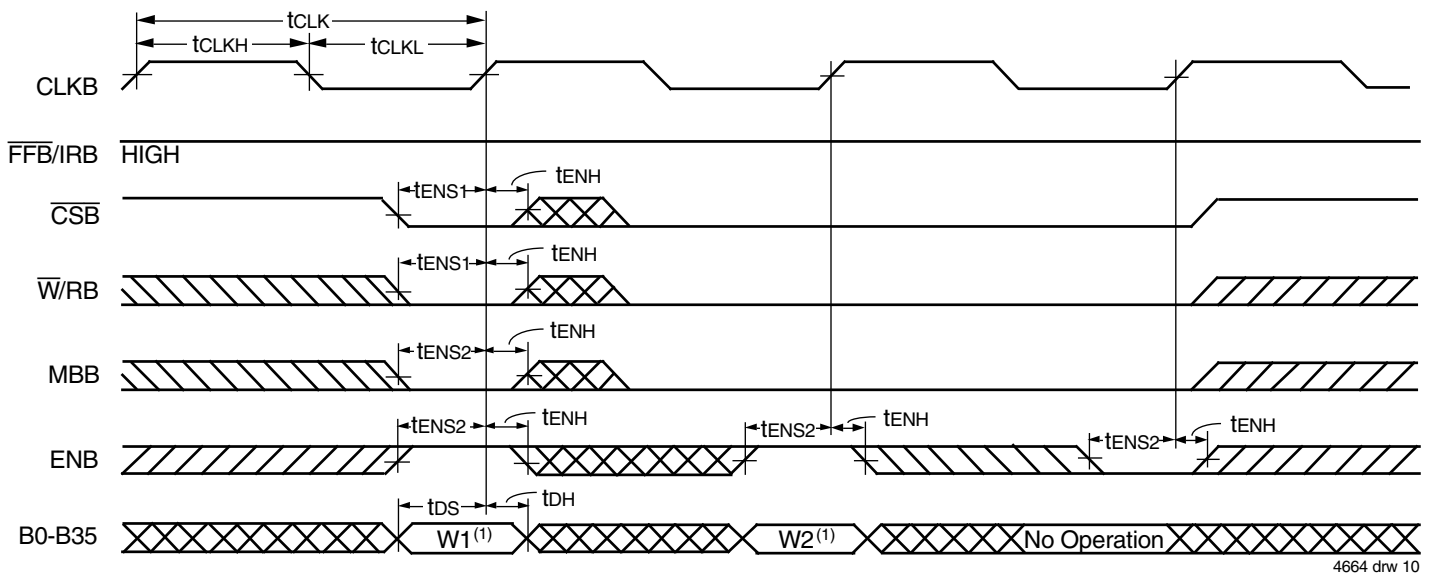 tCLK
tCLKH tCLKL
CLKB
FFB/IRB HIGH
tENS1 tENH
CSB
tENS1 tENH
W/RB
tENS2 tENH
MBB
tENS2 tENH tENS2 tENH tENS2 tENH
ENB
tDS tDH
B0-B35 W1(1) W2(1) No Operation
4664 drw 10